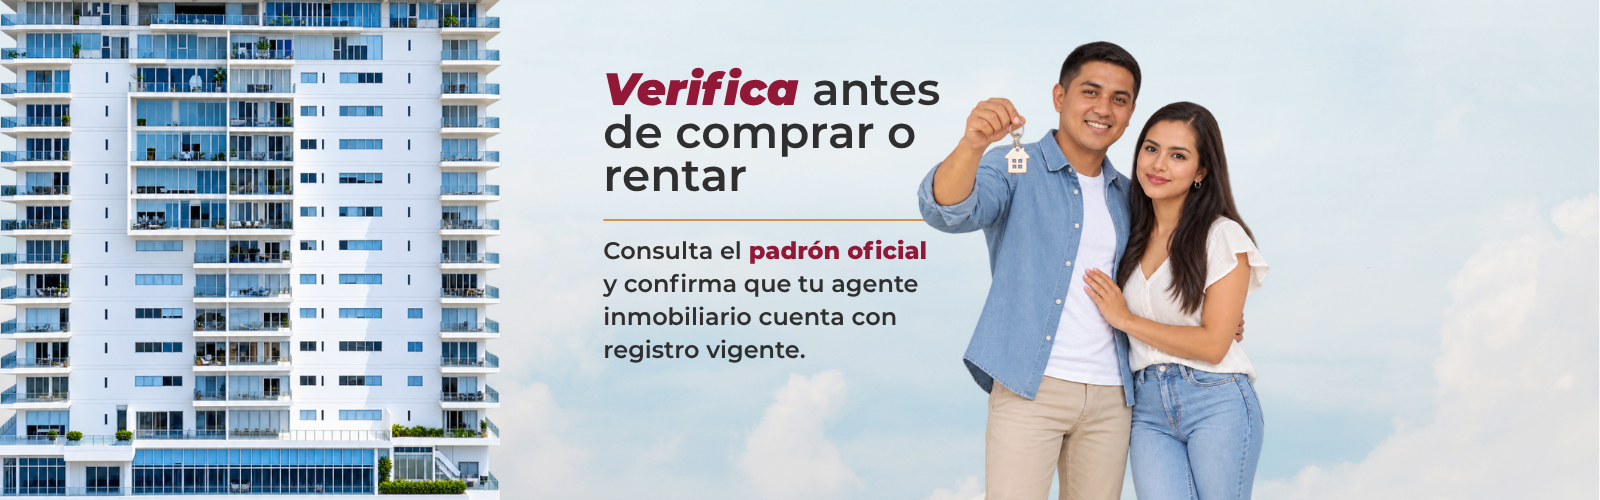 Verifica antes
de comprar o
rentar
Consulta el padrón oficial
y confirma que tu agente
inmobiliario cuenta con
registro vigente.